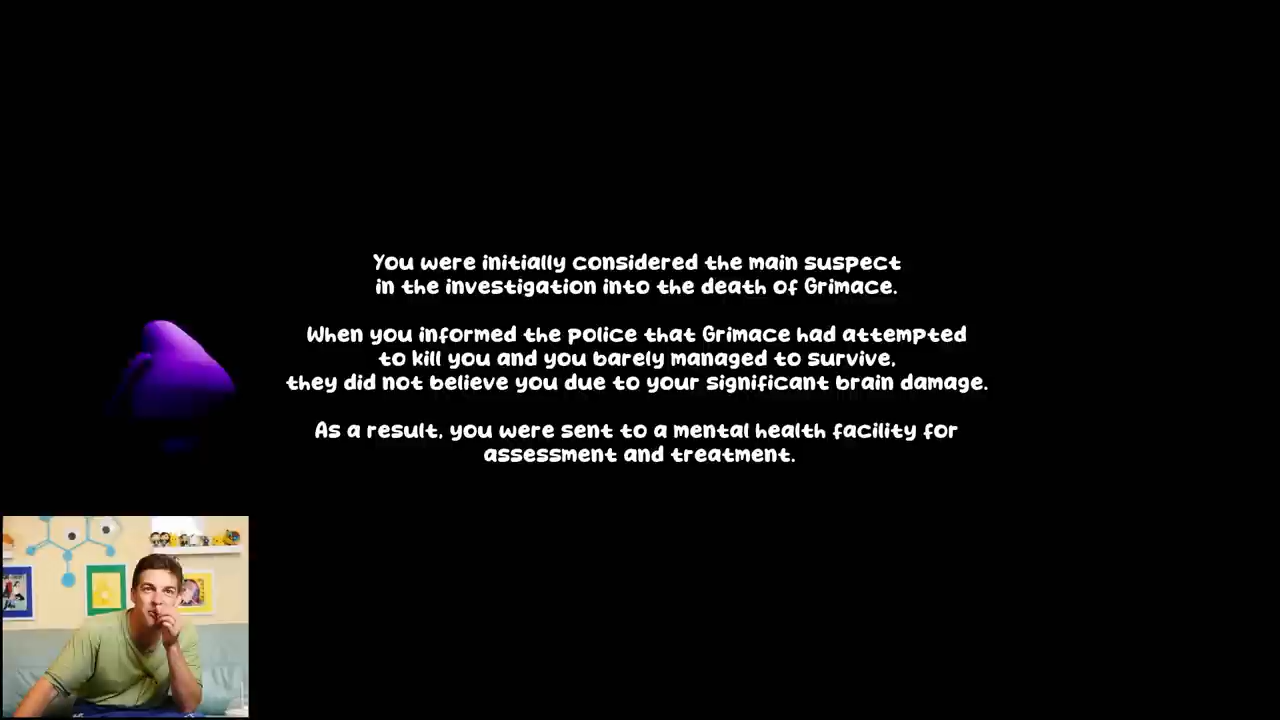 You were initially considered the main suspect
in the investigation into the death of Grimace.
When you informed the police that Grimace had attempted
to kill you and you barely managed to survive,
they did not believe you due to your significant brain damage.
As a result, you were sent to a mental health facility for
assessment and treatment.